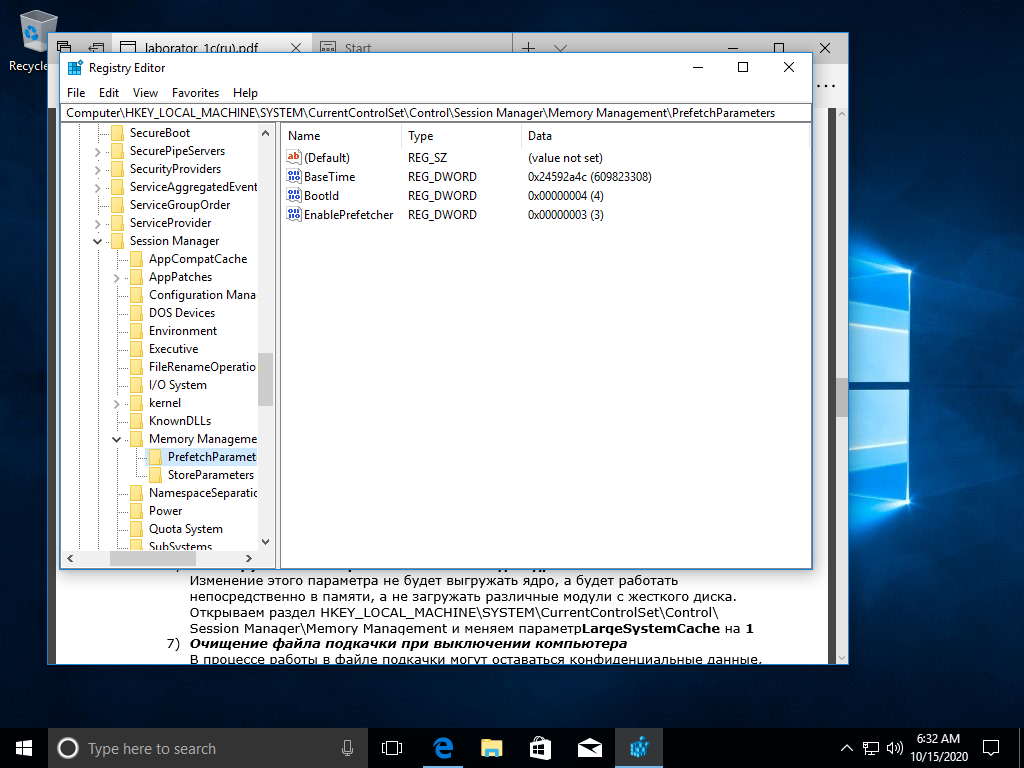 Recycle
laborator_1c(ru).pdf
Start
Registry Editor
File Edit View Favorites Help
Computer\HKEY_LOCAL_MACHINE\SYSTEM\CurrentControlSet\Control\Session Manager\Memory Management\PrefetchParameters
SecureBoot
SecurePipeServers
SecurityProviders
ServiceAggregatedEvent
ServiceGroupOrder
ServiceProvider
Session Manager
AppCompatCache
AppPatches
Configuration Mana
DOS Devices
Environment
Executive
FileRenameOperatio
I/O System
kernel
KnownDLLs
Memory Manageme
PrefetchParamet
StoreParameters
NamespaceSeparatic
Power
Quota System
SubSystems
Name Type Data
(Default) REG_SZ (value not set)
BaseTime REG_DWORD 0x24592a4c (609823308)
BootId REG_DWORD 0x00000004 (4)
EnablePrefetcher REG_DWORD 0x00000003 (3)
Изменение этого параметра не будет выгружать ядро, а будет работать
непосредственно в памяти, а не загружать различные модули с жесткого диска.
Открываем раздел HKEY_LOCAL_MACHINE\SYSTEM\CurrentControlSet\Control\
Session Manager\Memory Management и меняем параметрLargeSystemCache на 1
7) Очищение файла подкачки при выключении компьютера
В процессе работы в файле подкачки могут оставаться конфиденциальные данные,
Type here to search
6:32 AM
10/15/2020